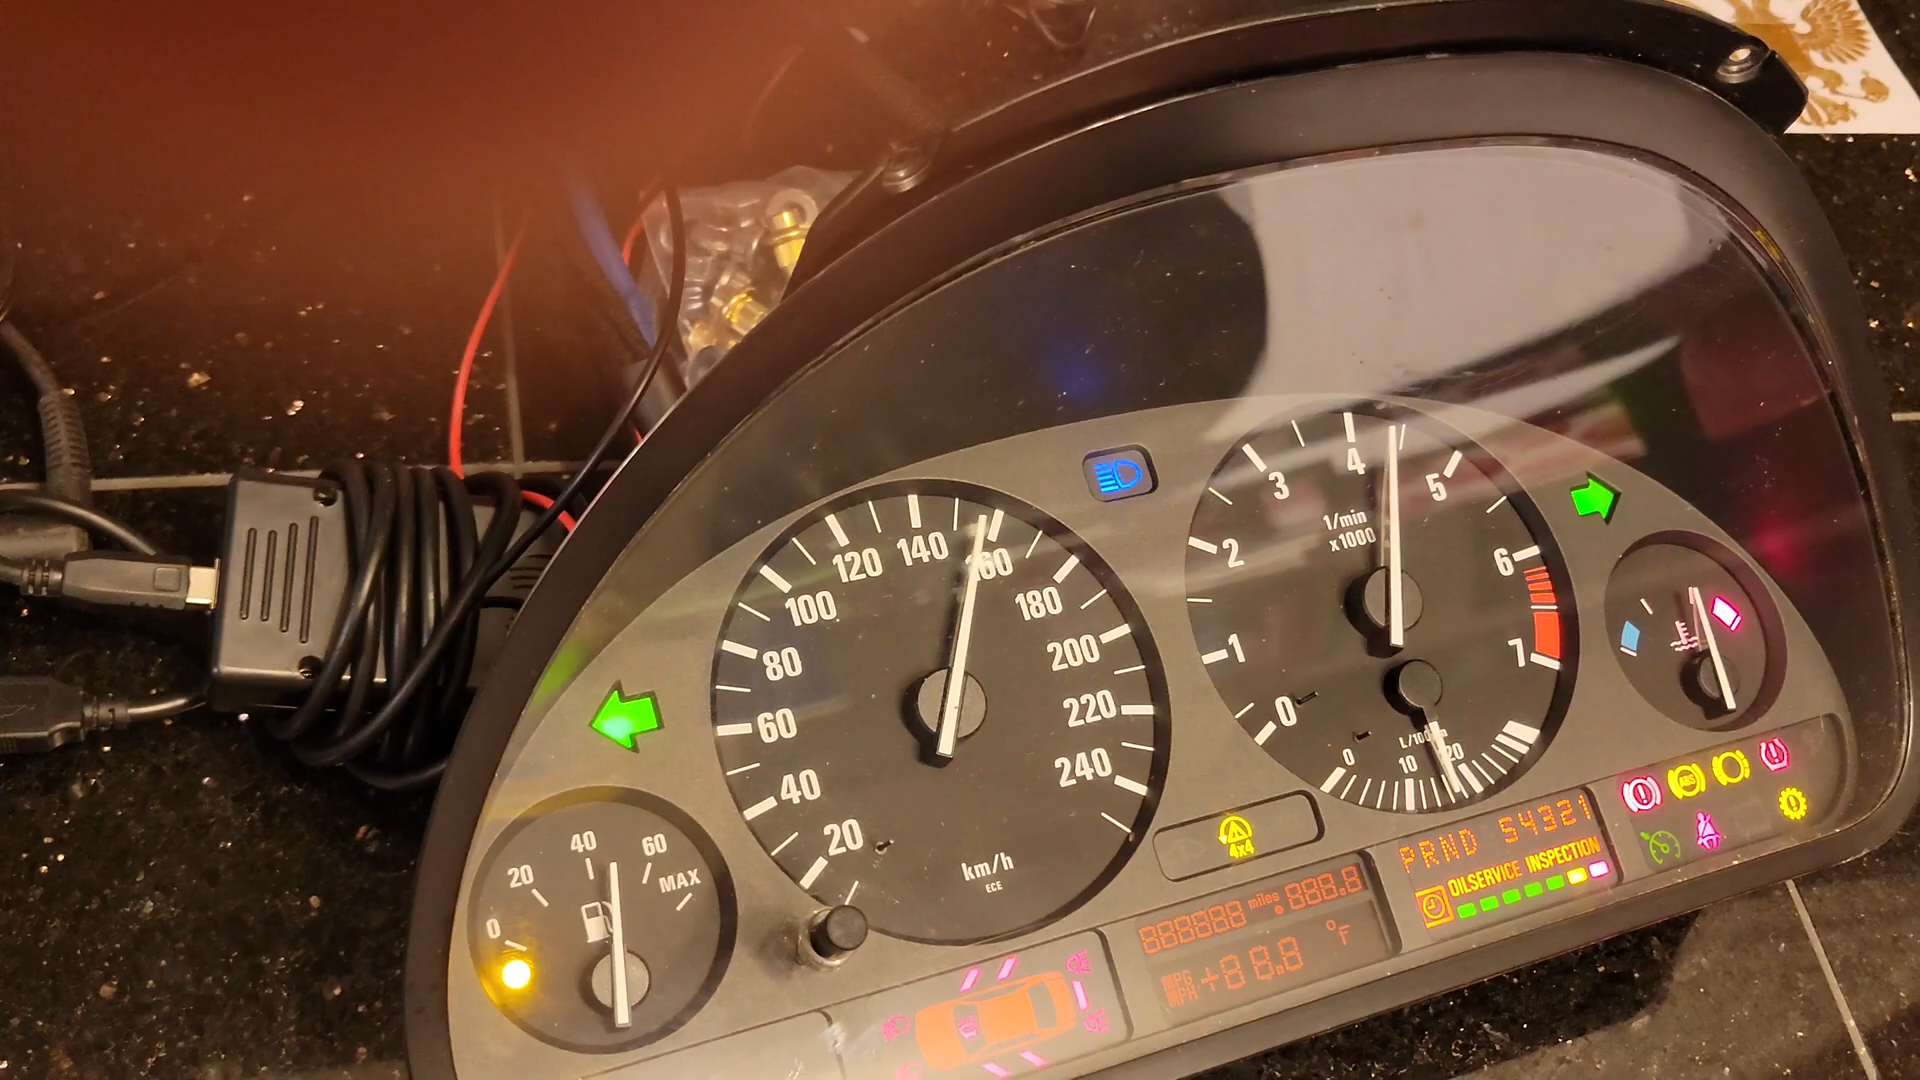 20
40
60
80
100
120
140
160
180
200
220
240
km/h
ECE
0
1
2
3
4
5
6
7
1/min
x1000
L/100km
0
10
20
0
20
40
60
MAX
4x4
ABS
PRND 54321
OILSERVICE INSPECTION
888888 miles 888.8
MPG
MPH
+88.8 °F